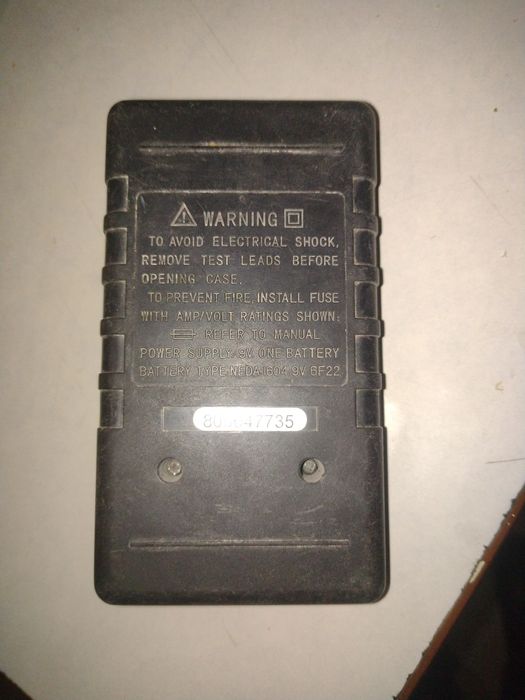 WARNING
TO AVOID ELECTRICAL SHOCK,
REMOVE TEST LEADS BEFORE
OPENING CASE.
TO PREVENT FIRE, INSTALL FUSE
WITH AMP/VOLT RATINGS SHOWN:
REFER TO MANUAL
POWER SUPPLY: 9V ONE BATTERY
BATTERY TYPE: NEDA 1604 9V 6F22